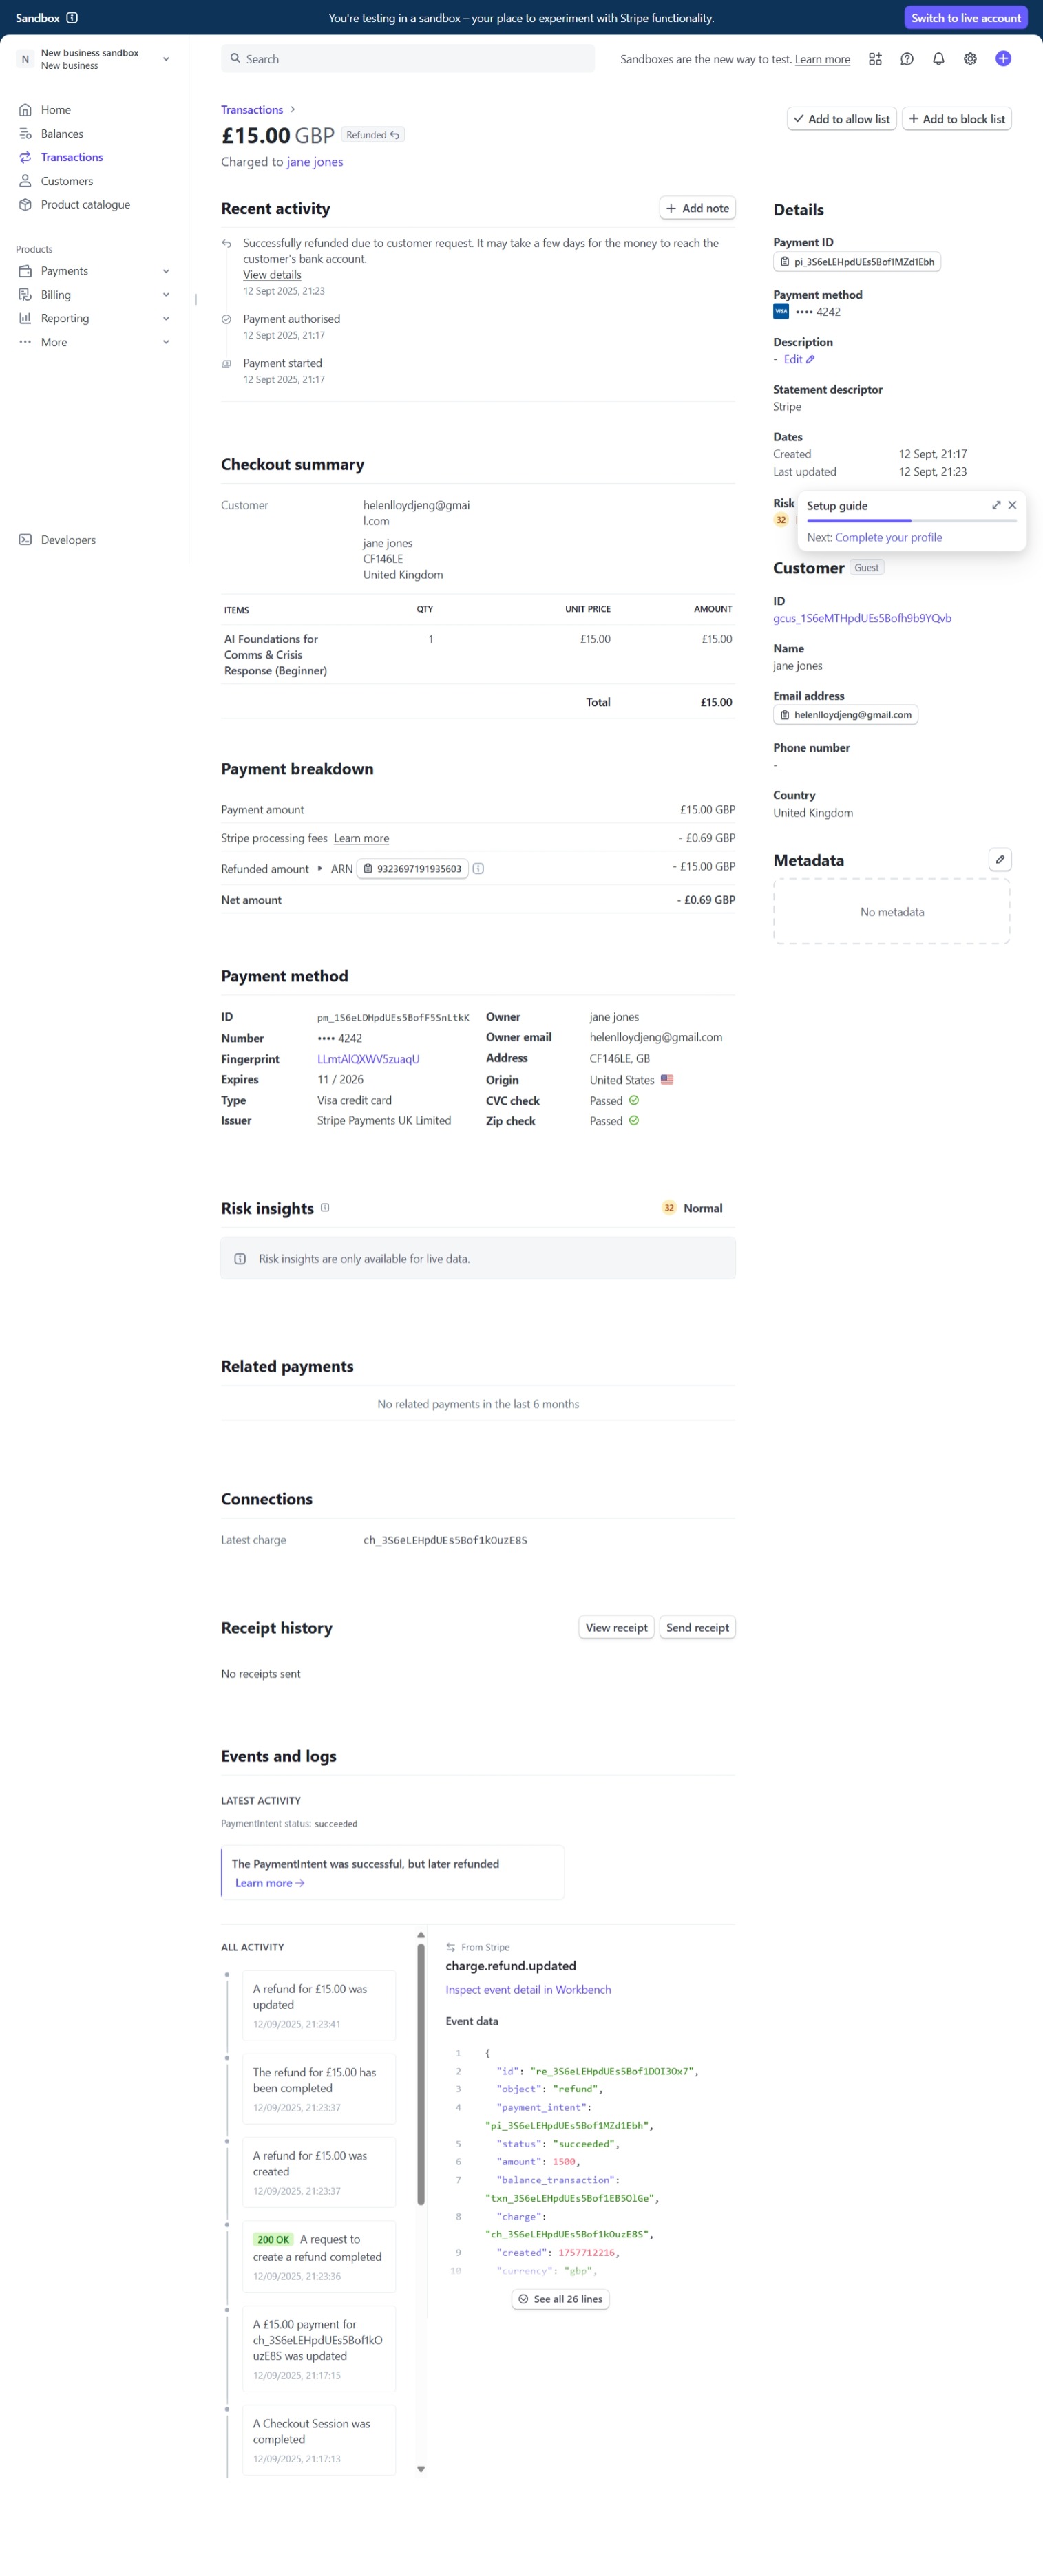 Sandbox
You're testing in a sandbox – your place to experiment with Stripe functionality.
Switch to live account
N
New business sandbox
New business
Search
Sandboxes are the new way to test. Learn more
Home
Balances
Transactions
Customers
Product catalogue
Products
Payments
Billing
Reporting
More
Developers
Transactions
£15.00 GBP Refunded
Charged to jane jones
Add to allow list
Add to block list
Recent activity
Add note
Successfully refunded due to customer request. It may take a few days for the money to reach the
customer's bank account.
View details
12 Sept 2025, 21:23
Payment authorised
12 Sept 2025, 21:17
Payment started
12 Sept 2025, 21:17
Checkout summary
Customer
helenlloydjeng@gmai
l.com
jane jones
CF146LE
United Kingdom
ITEMS QTY UNIT PRICE AMOUNT
AI Foundations for 1 £15.00 £15.00
Comms & Crisis
Response (Beginner)
Total £15.00
Payment breakdown
Payment amount £15.00 GBP
Stripe processing fees Learn more - £0.69 GBP
Refunded amount ARN 9323697191935603 - £15.00 GBP
Net amount - £0.69 GBP
Payment method
ID pm_1S6eLDHpdUEs5BofF5SnLtkK
Number •••• 4242
Fingerprint LLmtAlQXWV5zuaqU
Expires 11 / 2026
Type Visa credit card
Issuer Stripe Payments UK Limited
Owner jane jones
Owner email helenlloydjeng@gmail.com
Address CF146LE, GB
Origin United States
CVC check Passed
Zip check Passed
Risk insights
32 Normal
Risk insights are only available for live data.
Related payments
No related payments in the last 6 months
Connections
Latest charge ch_3S6eLEHpdUEs5Bof1kOuzE8S
Receipt history
View receipt
Send receipt
No receipts sent
Events and logs
LATEST ACTIVITY
PaymentIntent status: succeeded
The PaymentIntent was successful, but later refunded
Learn more
ALL ACTIVITY
A refund for £15.00 was
updated
12/09/2025, 21:23:41
The refund for £15.00 has
been completed
12/09/2025, 21:23:37
A refund for £15.00 was
created
12/09/2025, 21:23:37
200 OK A request to
create a refund completed
12/09/2025, 21:23:36
A £15.00 payment for
ch_3S6eLEHpdUEs5Bof1kO
uzE8S was updated
12/09/2025, 21:17:15
A Checkout Session was
completed
12/09/2025, 21:17:13
From Stripe
charge.refund.updated
Inspect event detail in Workbench
Event data
1 {
2 "id": "re_3S6eLEHpdUEs5Bof1DOI3Ox7",
3 "object": "refund",
4 "payment_intent":
"pi_3S6eLEHpdUEs5Bof1MZd1Ebh",
5 "status": "succeeded",
6 "amount": 1500,
7 "balance_transaction":
"txn_3S6eLEHpdUEs5Bof1EB5OlGe",
8 "charge":
"ch_3S6eLEHpdUEs5Bof1kOuzE8S",
9 "created": 1757712216,
10 "currency": "gbp",
See all 26 lines
Details
Payment ID
pi_3S6eLEHpdUEs5Bof1MZd1Ebh
Payment method
VISA •••• 4242
Description
- Edit
Statement descriptor
Stripe
Dates
Created 12 Sept, 21:17
Last updated 12 Sept, 21:23
Risk
32
Setup guide
Next: Complete your profile
Customer Guest
ID
gcus_1S6eMTHpdUEs5Bofh9b9YQvb
Name
jane jones
Email address
helenlloydjeng@gmail.com
Phone number
-
Country
United Kingdom
Metadata
No metadata